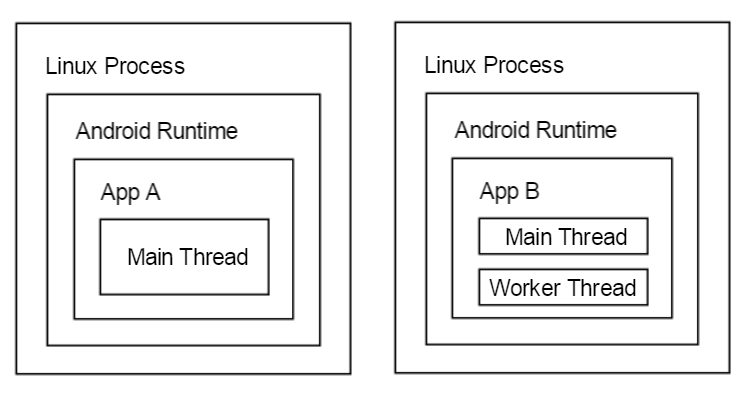 Linux Process
Android Runtime
App A
Main Thread
Linux Process
Android Runtime
App B
Main Thread
Worker Thread